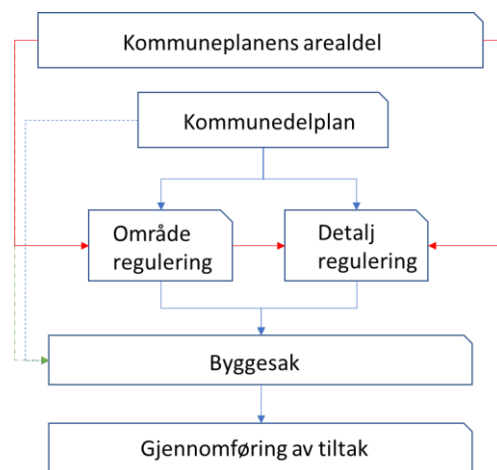 Kommuneplanens arealdel
Kommunedelplan
Område
regulering
Detalj
regulering
Byggesak
Gjennomføring av tiltak